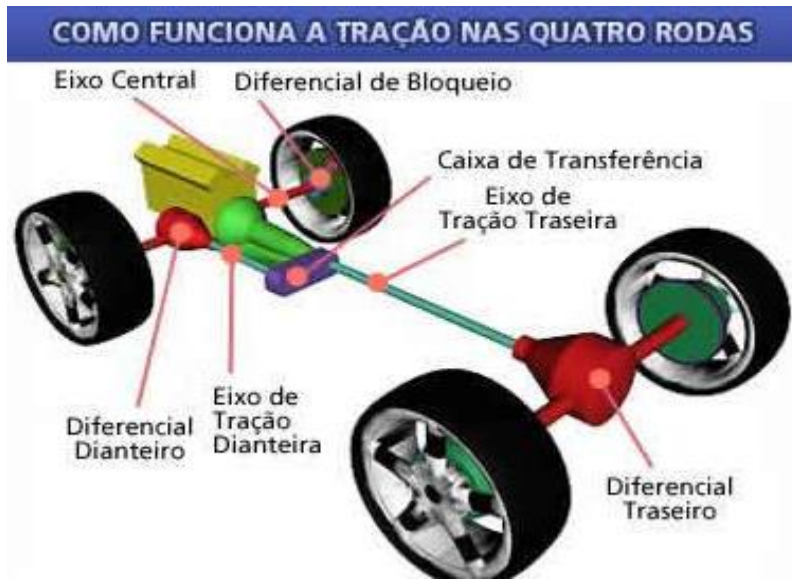 COMO FUNCIONA A TRAÇÃO NAS QUATRO RODAS
Eixo Central
Diferencial de Bloqueio
Caixa de Transferência
Eixo de
Tração Traseira
Diferencial
Dianteiro
Eixo de
Tração
Dianteira
Diferencial
Traseiro